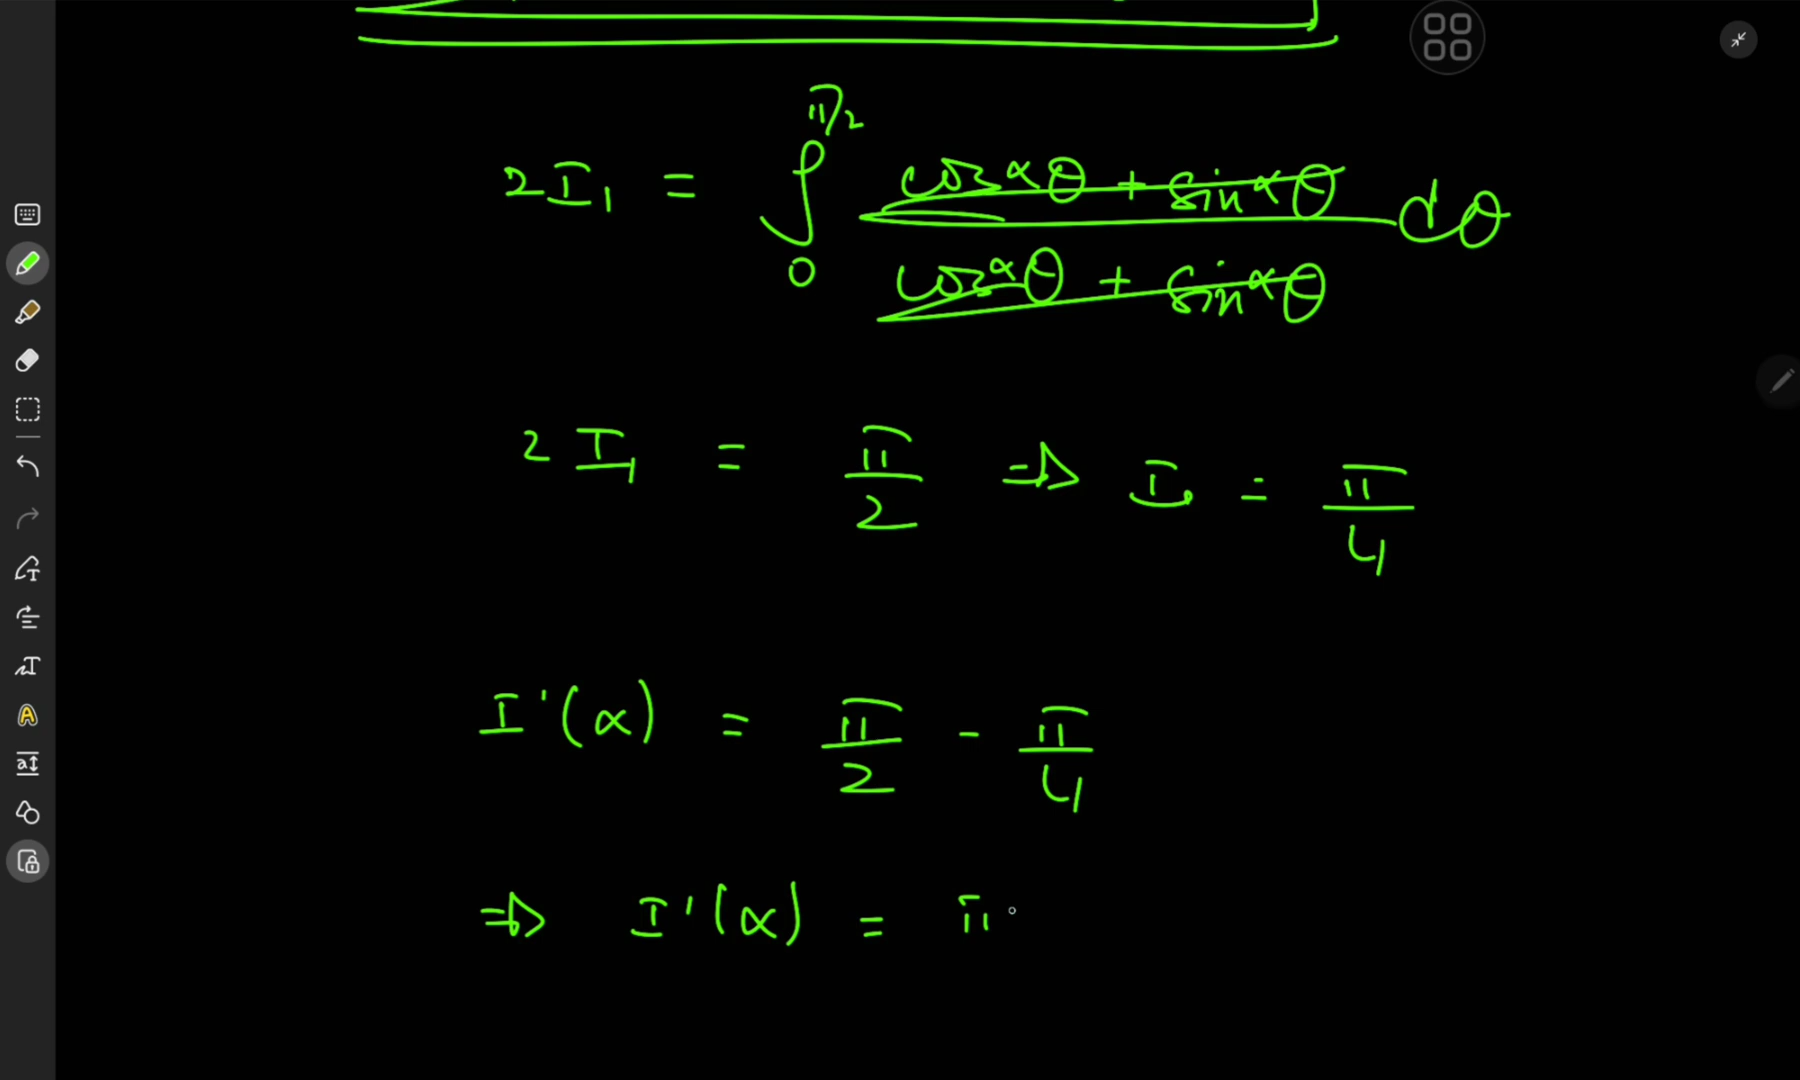 2I₁ = ∫₀^{π/2} (cos^α θ + sin^α θ)/(cos^α θ + sin^α θ) dθ
2I₁ = π/2 ⇒ I₁ = π/4
I'(α) = π/2 - π/4
⇒ I'(α) = π